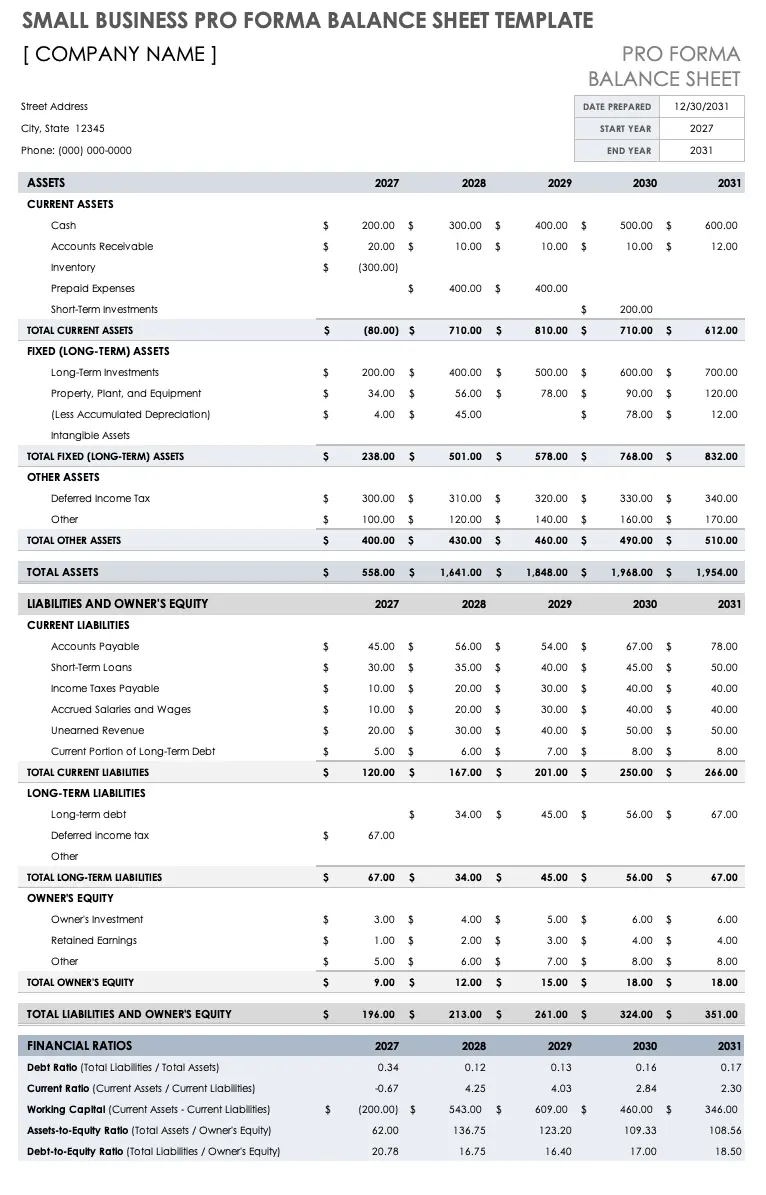 SMALL BUSINESS PRO FORMA BALANCE SHEET TEMPLATE
[ COMPANY NAME ] PRO FORMA
BALANCE SHEET
Street Address DATE PREPARED 12/30/2031
City, State 12345 START YEAR 2027
Phone: (000) 000-0000 END YEAR 2031
ASSETS 2027 2028 2029 2030 2031
CURRENT ASSETS
Cash $ 200.00 $ 300.00 $ 400.00 $ 500.00 $ 600.00
Accounts Receivable $ 20.00 $ 10.00 $ 10.00 $ 10.00 $ 12.00
Inventory $ (300.00)
Prepaid Expenses $ 400.00 $ 400.00
Short-Term Investments $ 200.00
TOTAL CURRENT ASSETS $ (80.00) $ 710.00 $ 810.00 $ 710.00 $ 612.00
FIXED (LONG-TERM) ASSETS
Long-Term Investments $ 200.00 $ 400.00 $ 500.00 $ 600.00 $ 700.00
Property, Plant, and Equipment $ 34.00 $ 56.00 $ 78.00 $ 90.00 $ 120.00
(Less Accumulated Depreciation) $ 4.00 $ 45.00 $ 78.00 $ 12.00
Intangible Assets
TOTAL FIXED (LONG-TERM) ASSETS $ 238.00 $ 501.00 $ 578.00 $ 768.00 $ 832.00
OTHER ASSETS
Deferred Income Tax $ 300.00 $ 310.00 $ 320.00 $ 330.00 $ 340.00
Other $ 100.00 $ 120.00 $ 140.00 $ 160.00 $ 170.00
TOTAL OTHER ASSETS $ 400.00 $ 430.00 $ 460.00 $ 490.00 $ 510.00
TOTAL ASSETS $ 558.00 $ 1,641.00 $ 1,848.00 $ 1,968.00 $ 1,954.00
LIABILITIES AND OWNER'S EQUITY 2027 2028 2029 2030 2031
CURRENT LIABILITIES
Accounts Payable $ 45.00 $ 56.00 $ 54.00 $ 67.00 $ 78.00
Short-Term Loans $ 30.00 $ 35.00 $ 40.00 $ 45.00 $ 50.00
Income Taxes Payable $ 10.00 $ 20.00 $ 30.00 $ 40.00 $ 40.00
Accrued Salaries and Wages $ 10.00 $ 20.00 $ 30.00 $ 40.00 $ 40.00
Unearned Revenue $ 20.00 $ 30.00 $ 40.00 $ 50.00 $ 50.00
Current Portion of Long-Term Debt $ 5.00 $ 6.00 $ 7.00 $ 8.00 $ 8.00
TOTAL CURRENT LIABILITIES $ 120.00 $ 167.00 $ 201.00 $ 250.00 $ 266.00
LONG-TERM LIABILITIES
Long-term debt $ 34.00 $ 45.00 $ 56.00 $ 67.00
Deferred income tax $ 67.00
Other
TOTAL LONG-TERM LIABILITIES $ 67.00 $ 34.00 $ 45.00 $ 56.00 $ 67.00
OWNER'S EQUITY
Owner's Investment $ 3.00 $ 4.00 $ 5.00 $ 6.00 $ 6.00
Retained Earnings $ 1.00 $ 2.00 $ 3.00 $ 4.00 $ 4.00
Other $ 5.00 $ 6.00 $ 7.00 $ 8.00 $ 8.00
TOTAL OWNER'S EQUITY $ 9.00 $ 12.00 $ 15.00 $ 18.00 $ 18.00
TOTAL LIABILITIES AND OWNER'S EQUITY $ 196.00 $ 213.00 $ 261.00 $ 324.00 $ 351.00
FINANCIAL RATIOS 2027 2028 2029 2030 2031
Debt Ratio (Total Liabilities / Total Assets) 0.34 0.12 0.13 0.16 0.17
Current Ratio (Current Assets / Current Liabilities) -0.67 4.25 4.03 2.84 2.30
Working Capital (Current Assets - Current Liabilities) $ (200.00) $ 543.00 $ 609.00 $ 460.00 $ 346.00
Assets-to-Equity Ratio (Total Assets / Owner's Equity) 62.00 136.75 123.20 109.33 108.56
Debt-to-Equity Ratio (Total Liabilities / Owner's Equity) 20.78 16.75 16.40 17.00 18.50